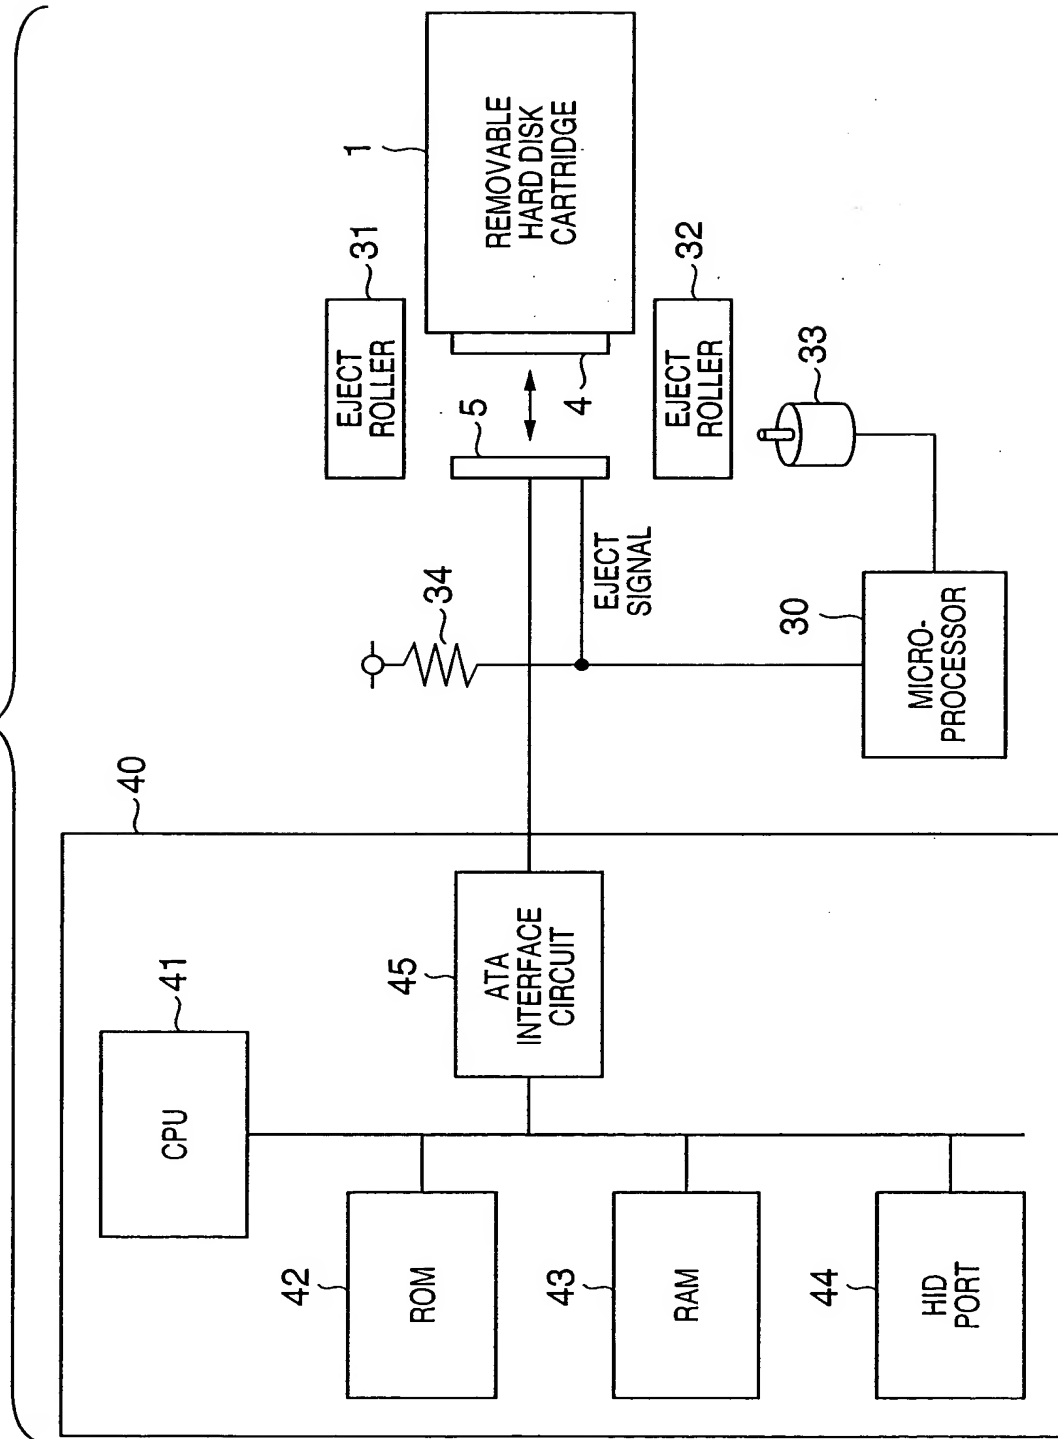 40
41
CPU
42
ROM
43
RAM
44
HID
PORT
45
ATA
INTERFACE
CIRCUIT
34
EJECT
SIGNAL
30
MICRO-
PROCESSOR
31
EJECT
ROLLER
5
4
32
EJECT
ROLLER
33
1
REMOVABLE
HARD DISK
CARTRIDGE